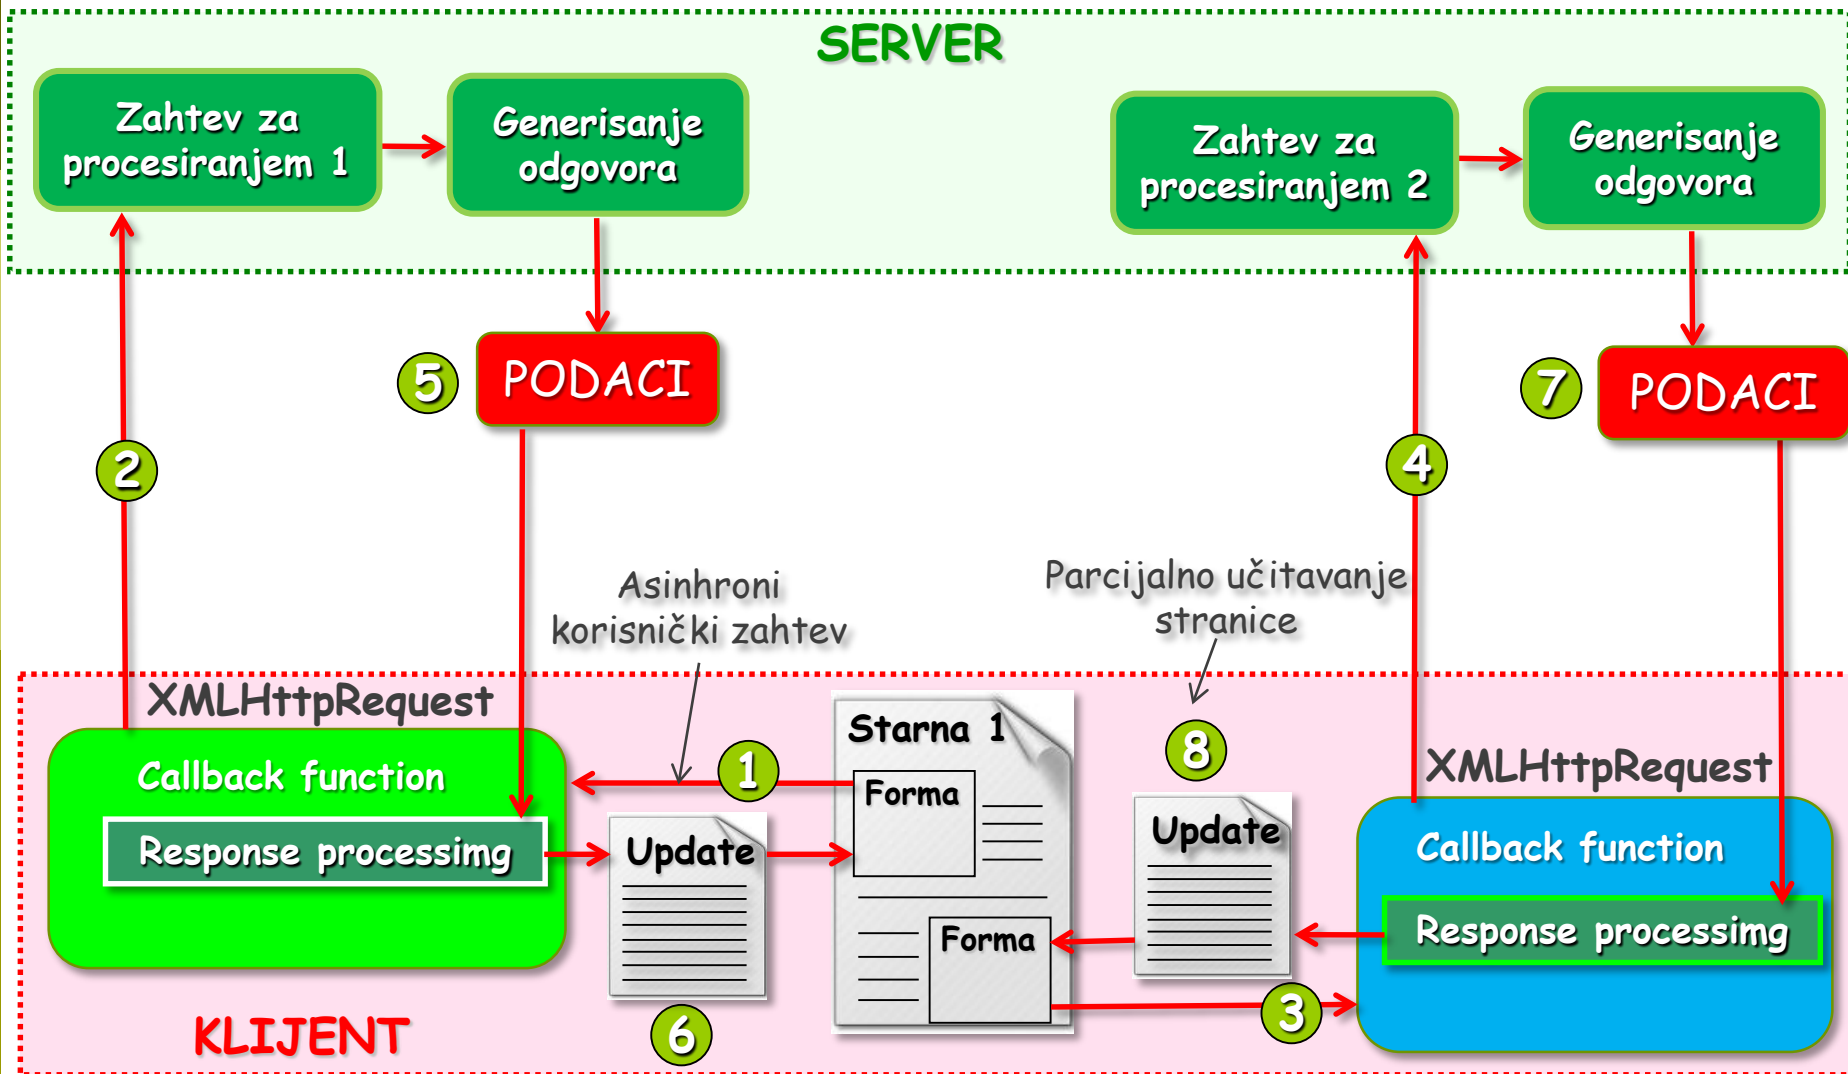 SERVER
Zahtev za
procesiranjem 1
Generisanje
odgovora
Zahtev za
procesiranjem 2
Generisanje
odgovora
5
PODACI
7
PODACI
2
4
Asinhroni
korisnički zahtev
Parcijalno učitavanje
stranice
XMLHttpRequest
Callback function
Response processimg
1
Update
6
Starna 1
Forma
Forma
8
Update
3
XMLHttpRequest
Callback function
Response processimg
KLIJENT